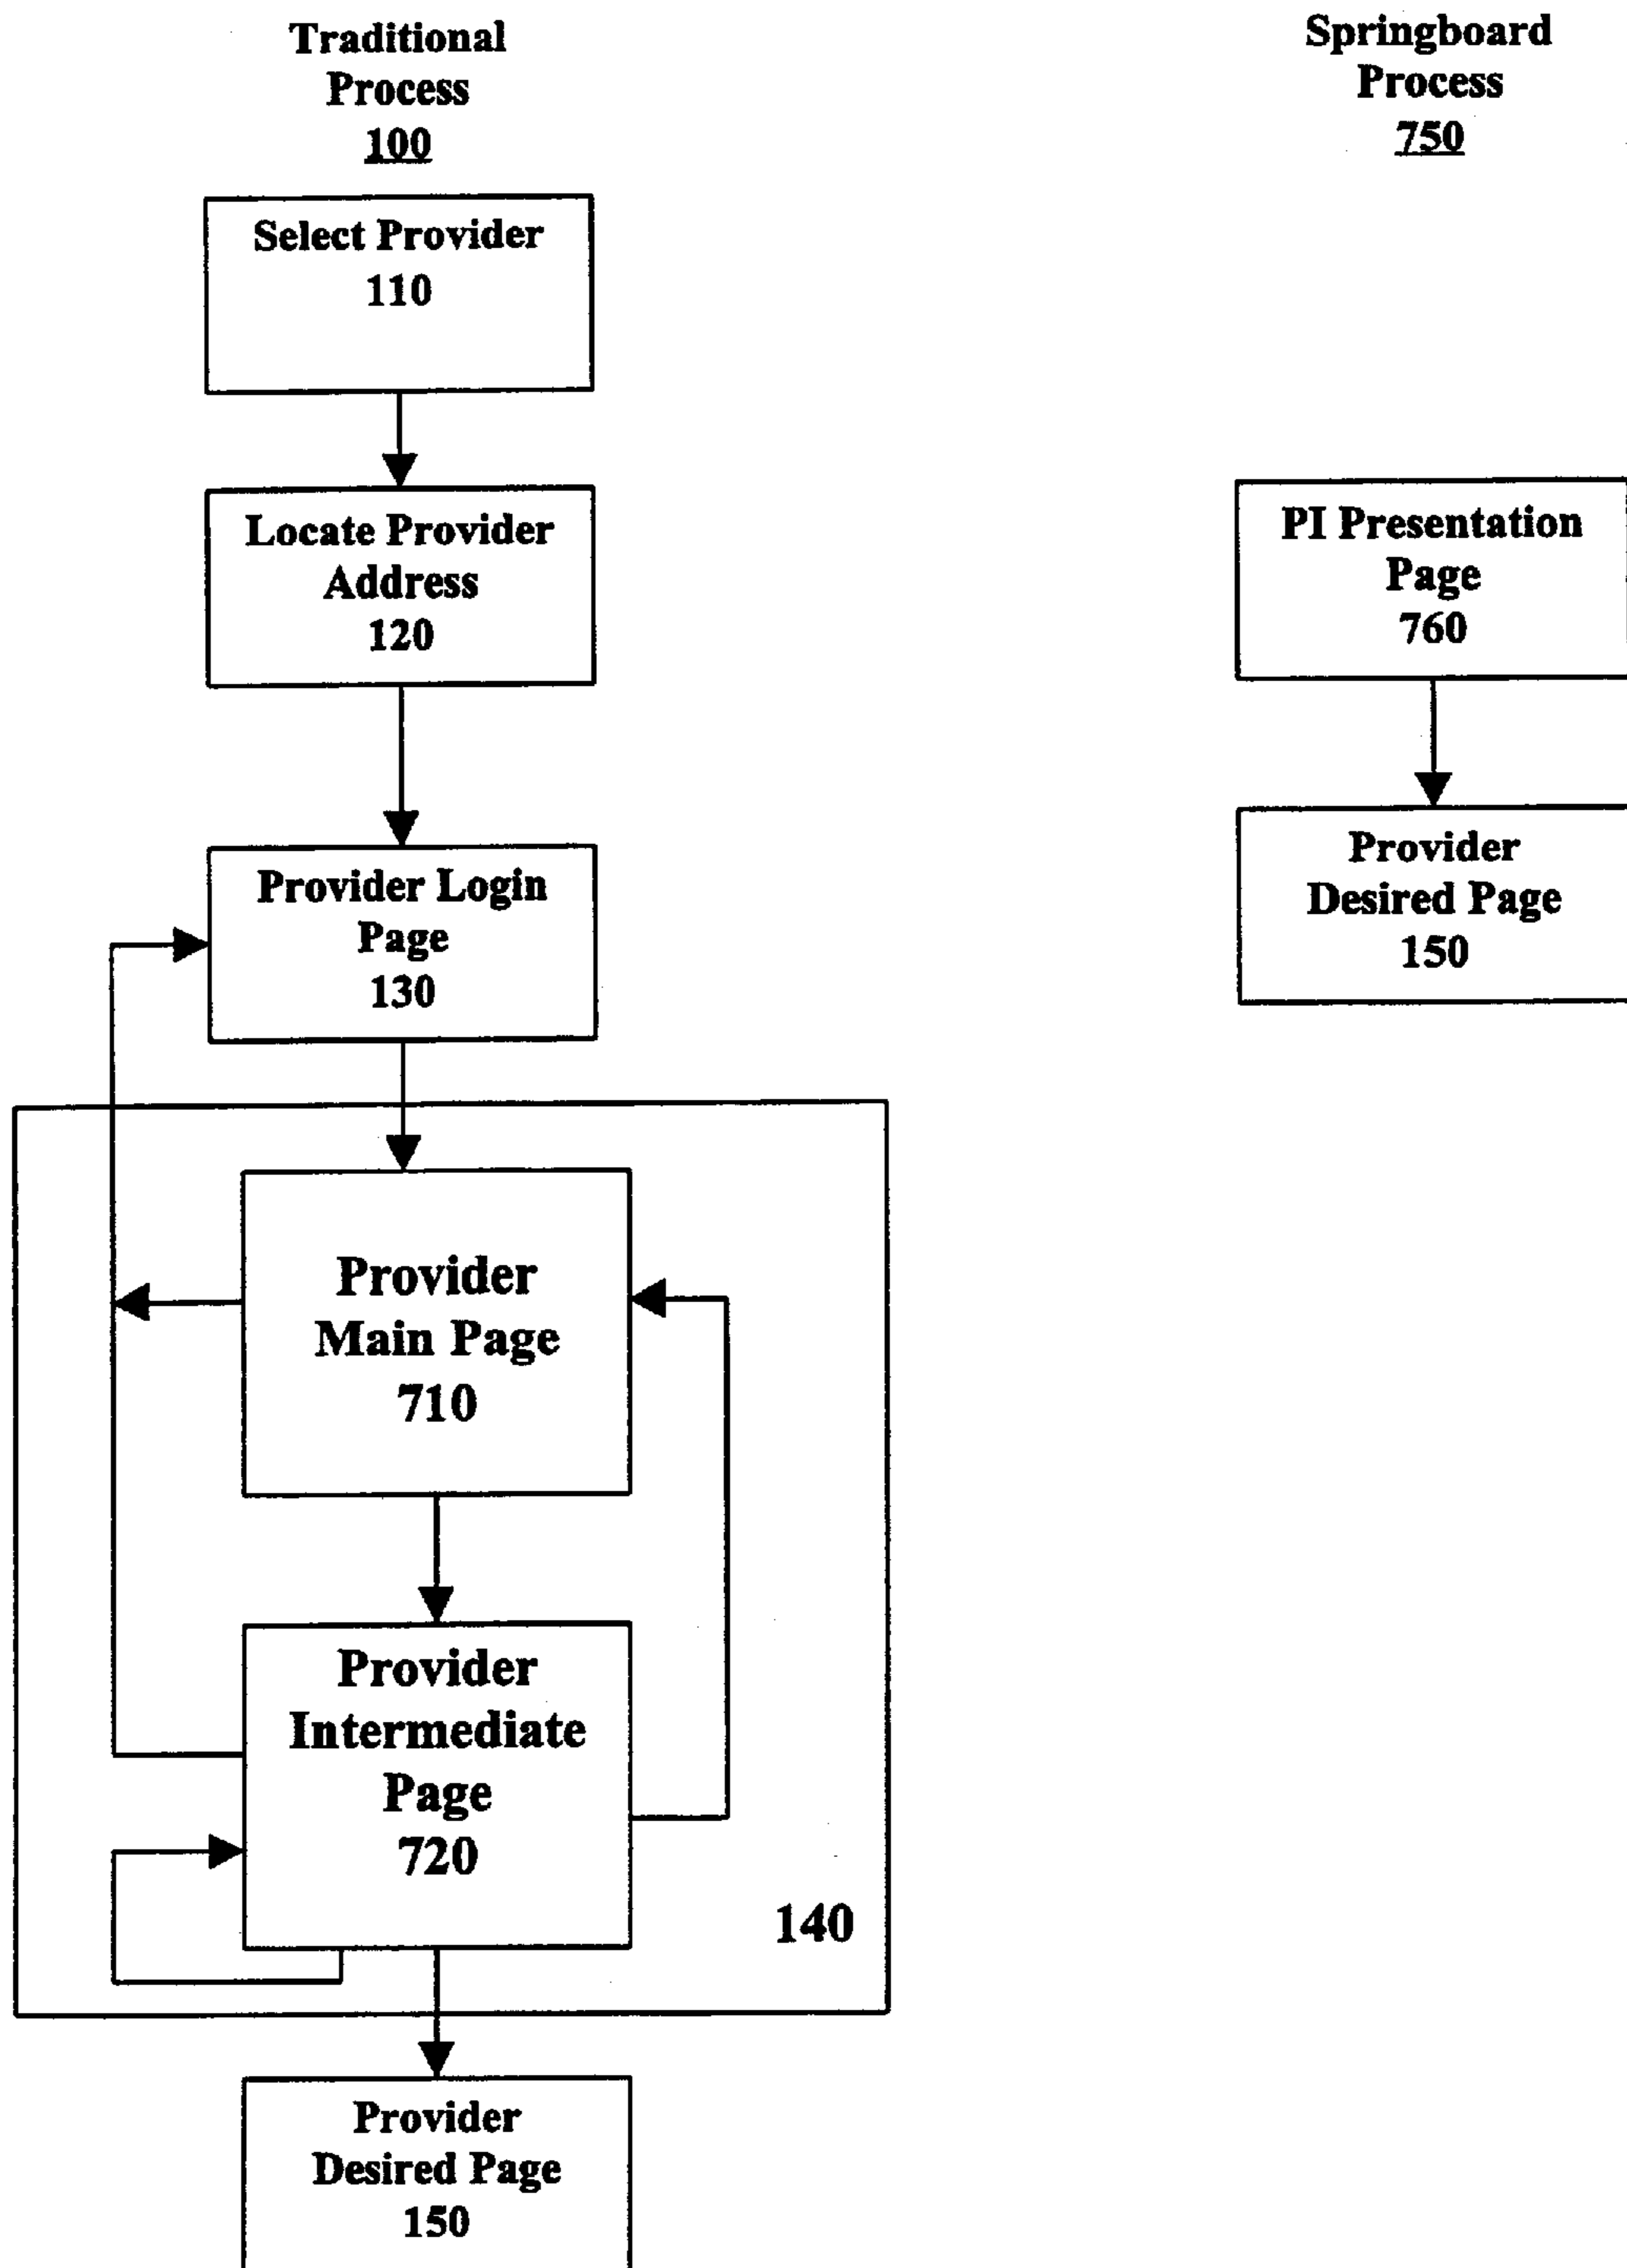 Traditional
Process
100
Select Provider
110
Locate Provider
Address
120
Provider Login
Page
130
Provider
Main Page
710
Provider
Intermediate
Page
720
140
Provider
Desired Page
150
Springboard
Process
750
PI Presentation
Page
760
Provider
Desired Page
150